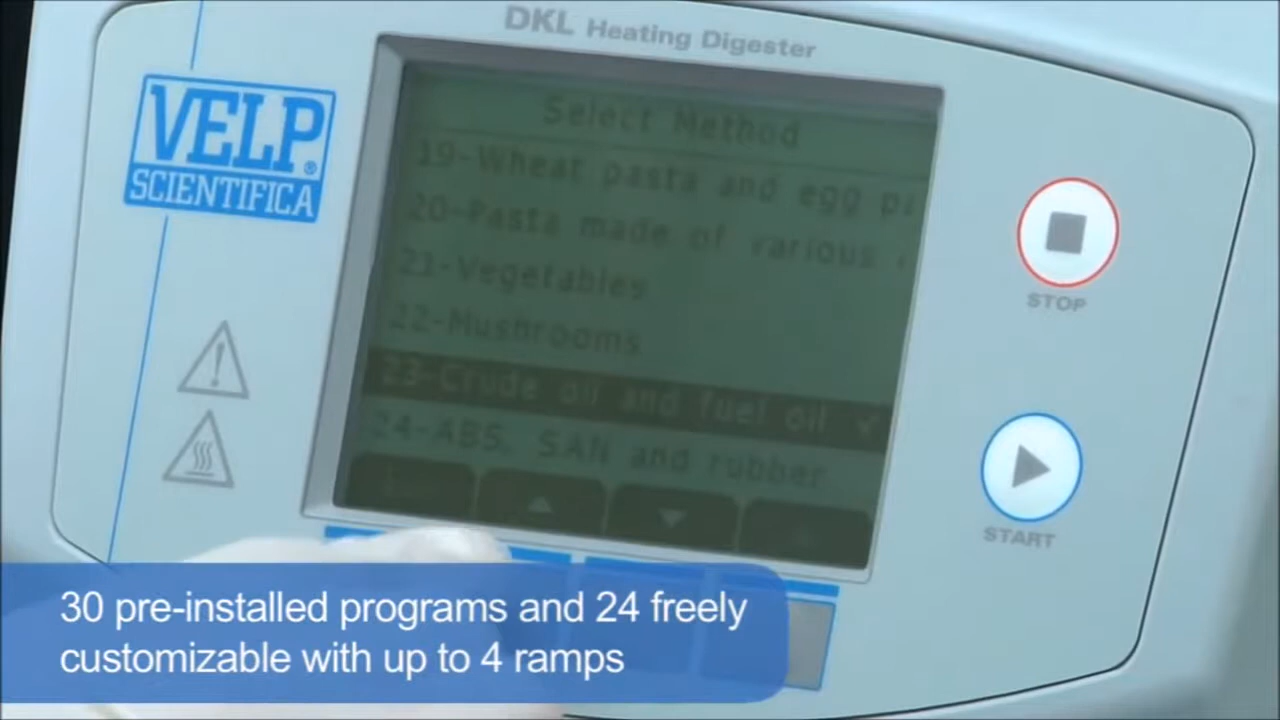 DKL Heating Digester
VELP®
SCIENTIFICA
Select Method
19-Wheat pasta and egg pa
20-Pasta made of various
21-Vegetables
22-Mushrooms
23-Crude oil and fuel oil ✓
24-ABS, SAN and rubber
STOP
START
30 pre-installed programs and 24 freely
customizable with up to 4 ramps